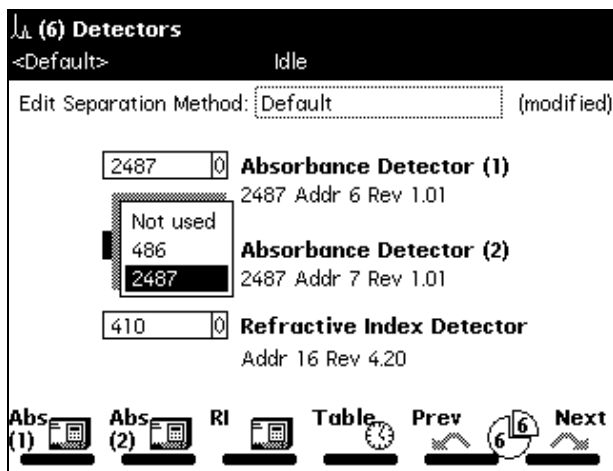 (6) Detectors
<Default> Idle
Edit Separation Method: Default (modified)
2487 0 Absorbance Detector (1)
2487 Addr 6 Rev 1.01
Not used
486 Absorbance Detector (2)
2487 2487 Addr 7 Rev 1.01
410 0 Refractive Index Detector
Addr 16 Rev 4.20
Abs Abs RI Table Prev 6 Next
(1) (2) 6